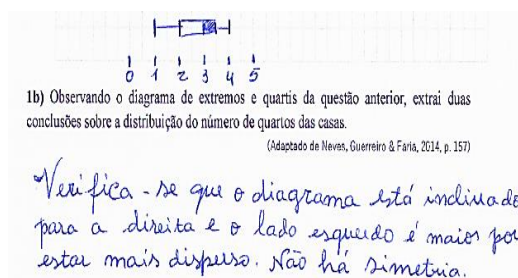 0 1 2 3 4 5
1b) Observando o diagrama de extremos e quartis da questão anterior, extrai duas
conclusões sobre a distribuição do número de quartos das casas.
(Adaptado de Neves, Guerreiro & Faria, 2014, p. 157)
Verifica-se que o diagrama está inclinado
para a direita e o lado esquerdo é maior por
estar mais disperso. Não há simetria.